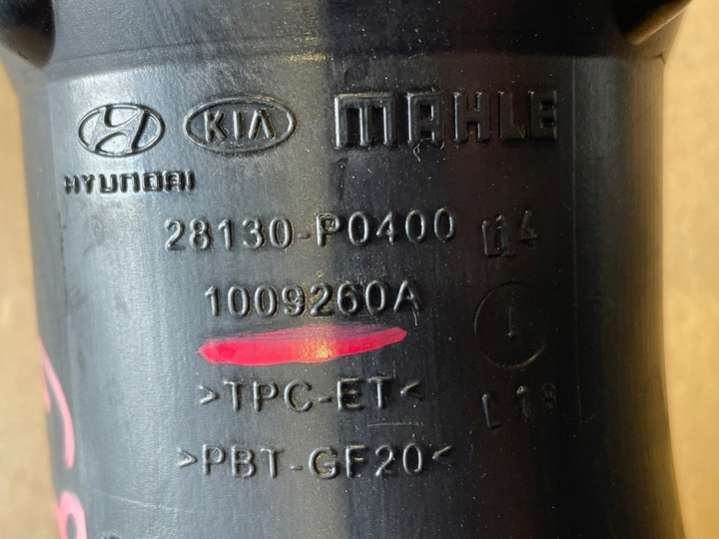 KIA MAHLE
HYUNDAI
28130-P0400
1009260A
>TPC-ET<
>PBT-GF20<